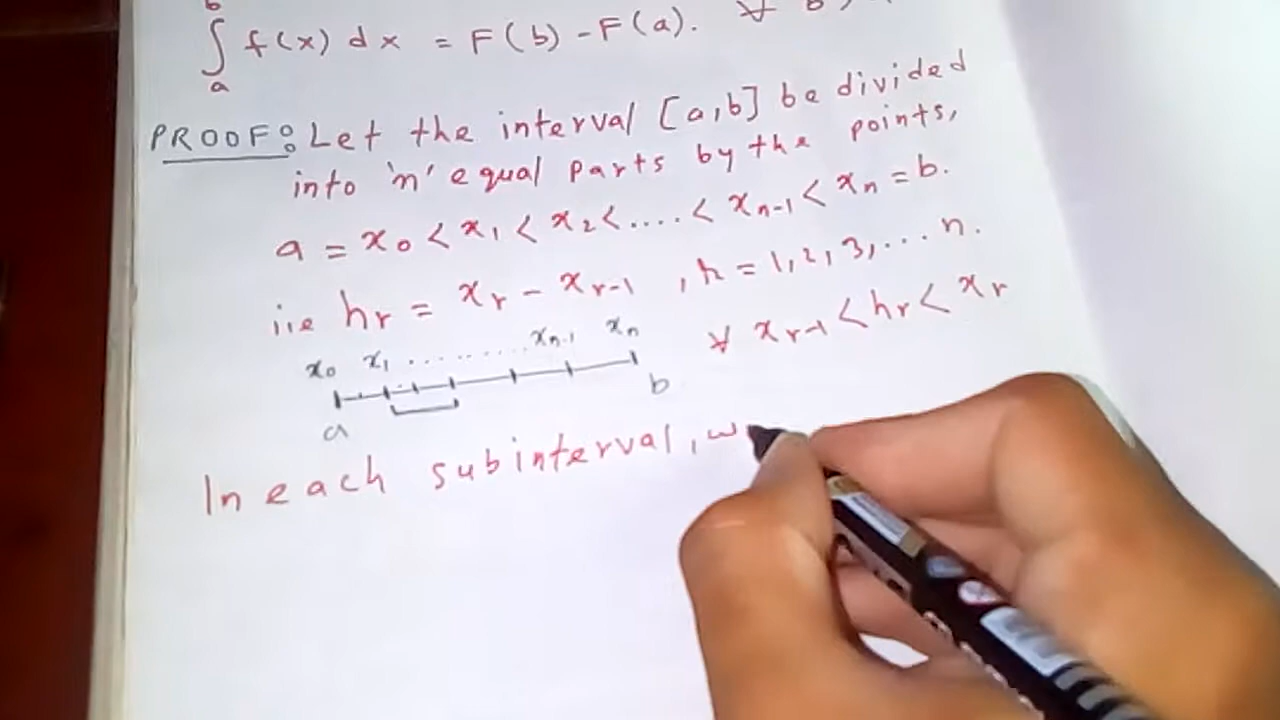 b
∫ f(x) dx = F(b) - F(a). ∀
a
PROOF: Let the interval [a,b] be divided
into 'n' equal parts by the points,
a = x₀ < x₁ < x₂ < .... < xₙ₋₁ < xₙ = b.
i.e hᵣ = xᵣ - xᵣ₋₁ , r = 1, 2, 3, ... n.
∀ xᵣ₋₁ < hᵣ < xᵣ
x₀ x₁ ......... xₙ₋₁ xₙ
a b
In each subinterval, w